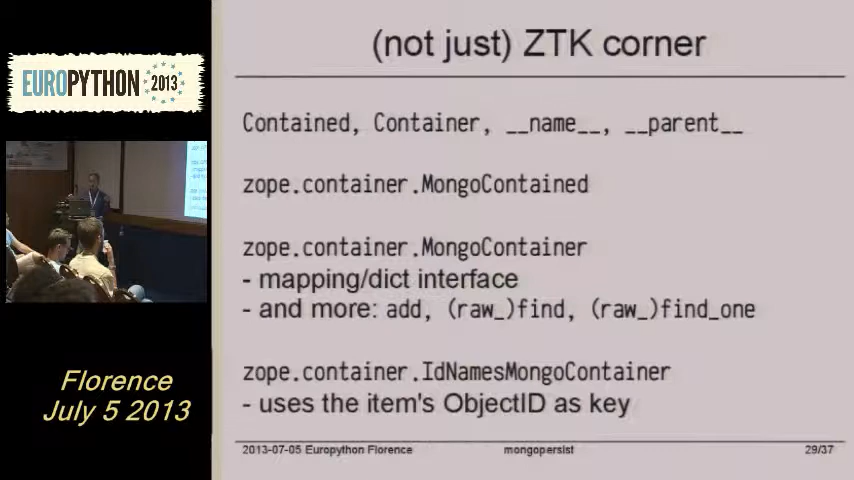 EUROPYTHON 2013
Florence
July 5 2013
(not just) ZTK corner
Contained, Container, __name__, __parent__
zope.container.MongoContained
zope.container.MongoContainer
- mapping/dict interface
- and more: add, (raw_)find, (raw_)find_one
zope.container.IdNamesMongoContainer
- uses the item's ObjectID as key
2013-07-05 Europython Florence mongopersist 29/37